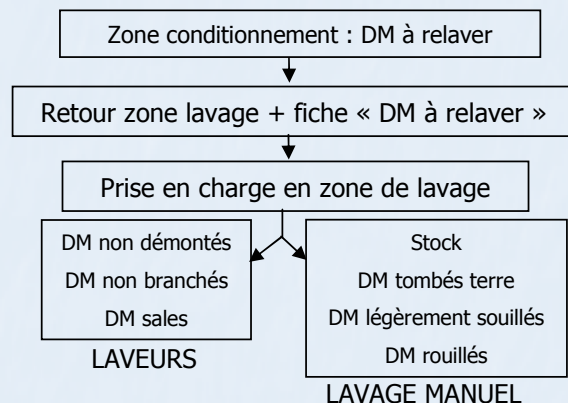 Zone conditionnement : DM à relaver
Retour zone lavage + fiche « DM à relaver »
Prise en charge en zone de lavage
DM non démontés
DM non branchés
DM sales
LAVEURS
Stock
DM tombés terre
DM légèrement souillés
DM rouillés
LAVAGE MANUEL